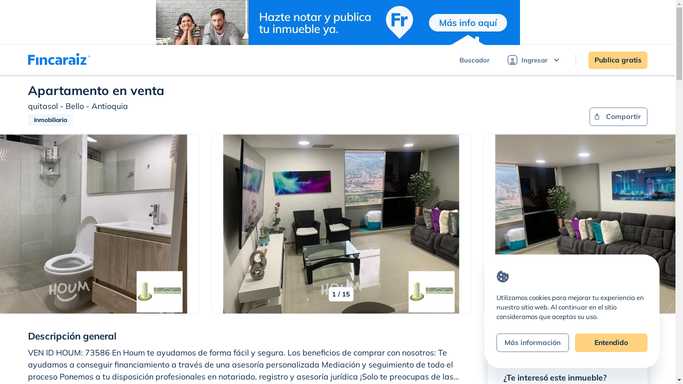 Hazte notar y publica
tu inmueble ya.
Fr
Más info aquí
Fincaraiz
Buscador
Ingresar
Publica gratis
Apartamento en venta
quitasol - Bello - Antioquia
Inmobiliaria
Compartir
HOUM
HOUM
1 / 15
Utilizamos cookies para mejorar tu experiencia en
nuestro sitio web. Al continuar en el sitio
consideramos que aceptas su uso.
Más información
Entendido
Descripción general
VEN ID HOUM: 73586 En Houm te ayudamos de forma fácil y segura. Los beneficios de comprar con nosotros: Te
ayudamos a conseguir financiamiento a través de una asesoría personalizada Mediación y seguimiento de todo el
proceso Ponemos a tu disposición profesionales en notariado, registro y asesoría jurídica ¡Solo te preocupas de las...
¿Te interesó este inmueble?